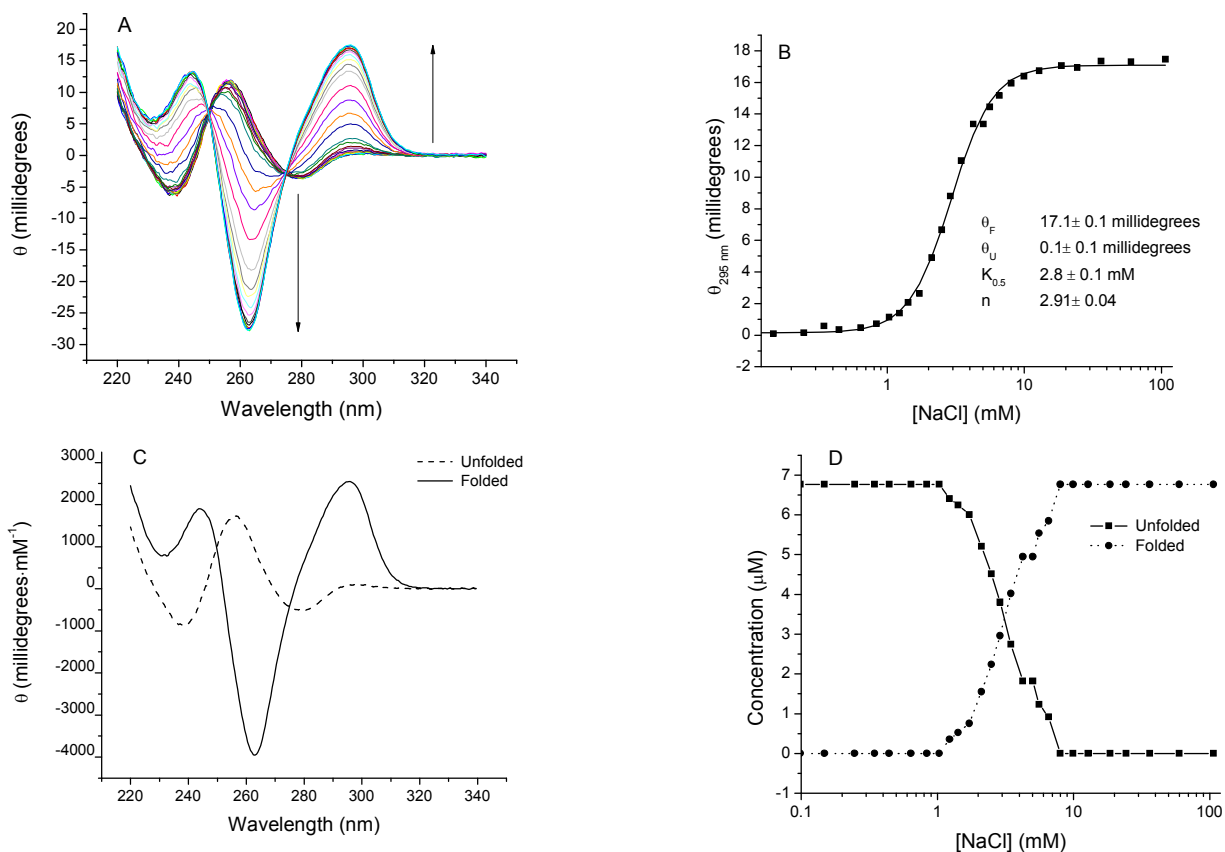 A
θ (millidegrees)
20
15
10
5
0
-5
-10
-15
-20
-25
-30
220 240 260 280 300 320 340
Wavelength (nm)
B
θ295 nm (millidegrees)
18
16
14
12
10
8
6
4
2
0
-2
θF 17.1± 0.1 millidegrees
θU 0.1± 0.1 millidegrees
K0.5 2.8 ± 0.1 mM
n 2.91± 0.04
1 10 100
[NaCl] (mM)
C
θ (millidegrees·mM-1)
3000
2000
1000
0
-1000
-2000
-3000
-4000
Unfolded
Folded
220 240 260 280 300 320 340
Wavelength (nm)
D
Concentration (μM)
7
6
5
4
3
2
1
0
-1
Unfolded
Folded
0.1 1 10 100
[NaCl] (mM)